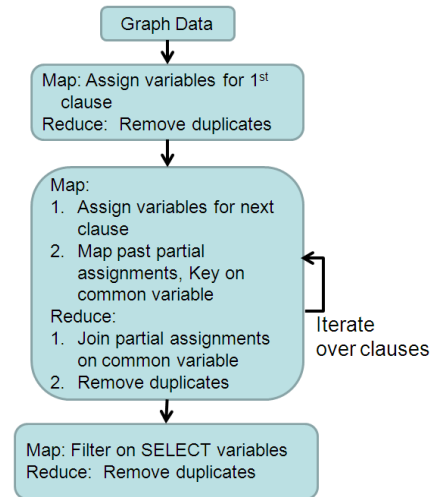 Graph Data
Map: Assign variables for 1st
clause
Reduce: Remove duplicates
Map:
1. Assign variables for next
clause
2. Map past partial
assignments, Key on
common variable
Reduce:
1. Join partial assignments
on common variable
2. Remove duplicates
Iterate
over clauses
Map: Filter on SELECT variables
Reduce: Remove duplicates